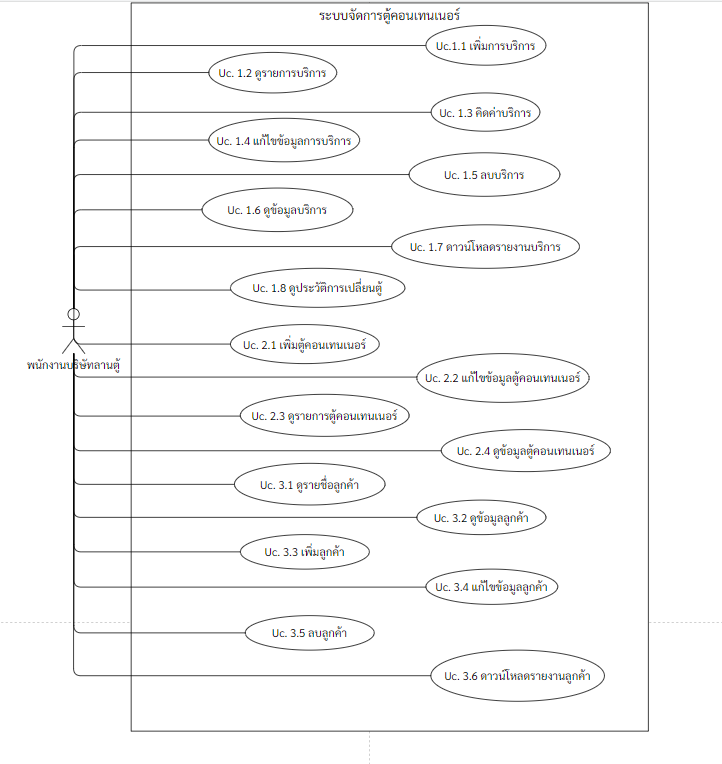 ระบบจัดการตู้คอนเทนเนอร์
Uc.1.1 เพิ่มการบริการ
Uc. 1.2 ดูรายการบริการ
Uc. 1.3 คิดค่าบริการ
Uc. 1.4 แก้ไขข้อมูลการบริการ
Uc. 1.5 ลบบริการ
Uc. 1.6 ดูข้อมูลบริการ
Uc. 1.7 ดาวน์โหลดรายงานบริการ
Uc. 1.8 ดูประวัติการเปลี่ยนตู้
Uc. 2.1 เพิ่มตู้คอนเทนเนอร์
พนักงานบริษัทลานตู้
Uc. 2.2 แก้ไขข้อมูลตู้คอนเทนเนอร์
Uc. 2.3 ดูรายการตู้คอนเทนเนอร์
Uc. 2.4 ดูข้อมูลตู้คอนเทนเนอร์
Uc. 3.1 ดูรายชื่อลูกค้า
Uc. 3.2 ดูข้อมูลลูกค้า
Uc. 3.3 เพิ่มลูกค้า
Uc. 3.4 แก้ไขข้อมูลลูกค้า
Uc. 3.5 ลบลูกค้า
Uc. 3.6 ดาวน์โหลดรายงานลูกค้า